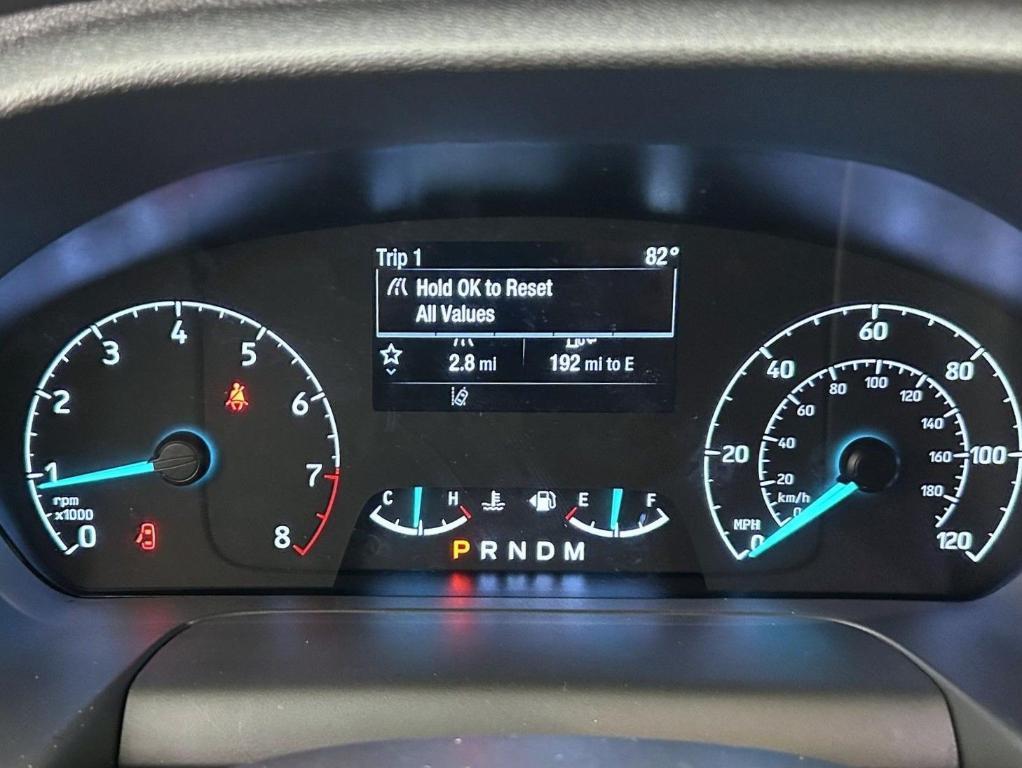 Trip 1 82°
Hold OK to Reset
All Values
2.8 mi 192 mi to E
0 1 2 3 4 5 6 7 8
rpm
x1000
C H E F
P R N D M
0 20 40 60 80 100 120
MPH
0 20 40 60 80 100 120 140 160 180
km/h